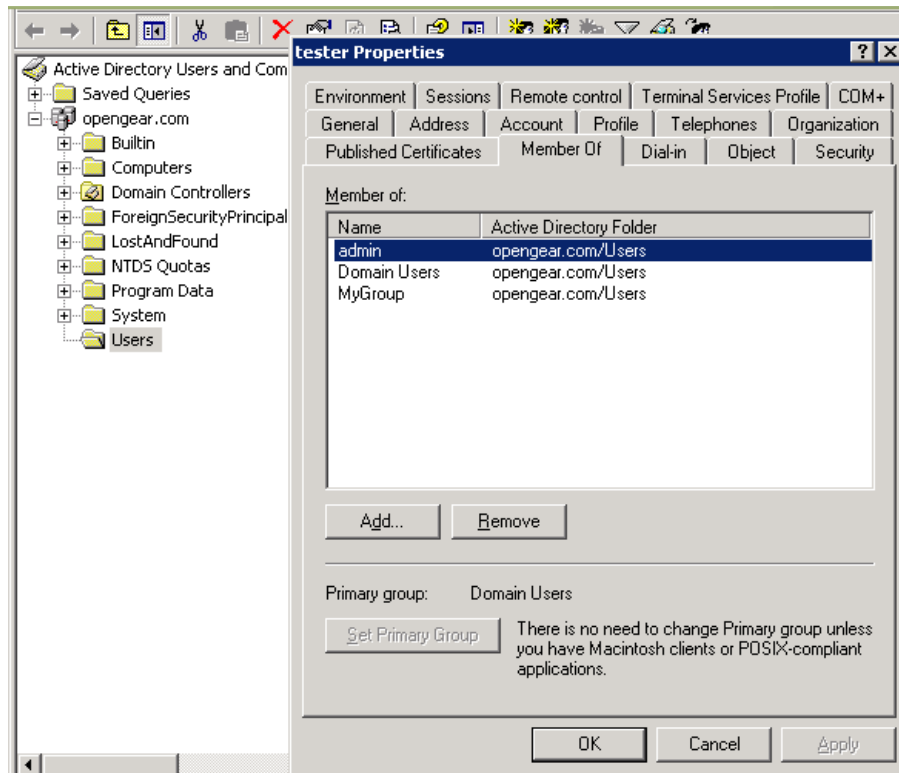 tester Properties
Active Directory Users and Com
Saved Queries
opengear.com
Builtin
Computers
Domain Controllers
ForeignSecurityPrincipal
LostAndFound
NTDS Quotas
Program Data
System
Users
Environment Sessions Remote control Terminal Services Profile COM+
General Address Account Profile Telephones Organization
Published Certificates Member Of Dial-in Object Security
Member of:
Name Active Directory Folder
admin opengear.com/Users
Domain Users opengear.com/Users
MyGroup opengear.com/Users
Add... Remove
Primary group: Domain Users
Set Primary Group
There is no need to change Primary group unless
you have Macintosh clients or POSIX-compliant
applications.
OK Cancel Apply